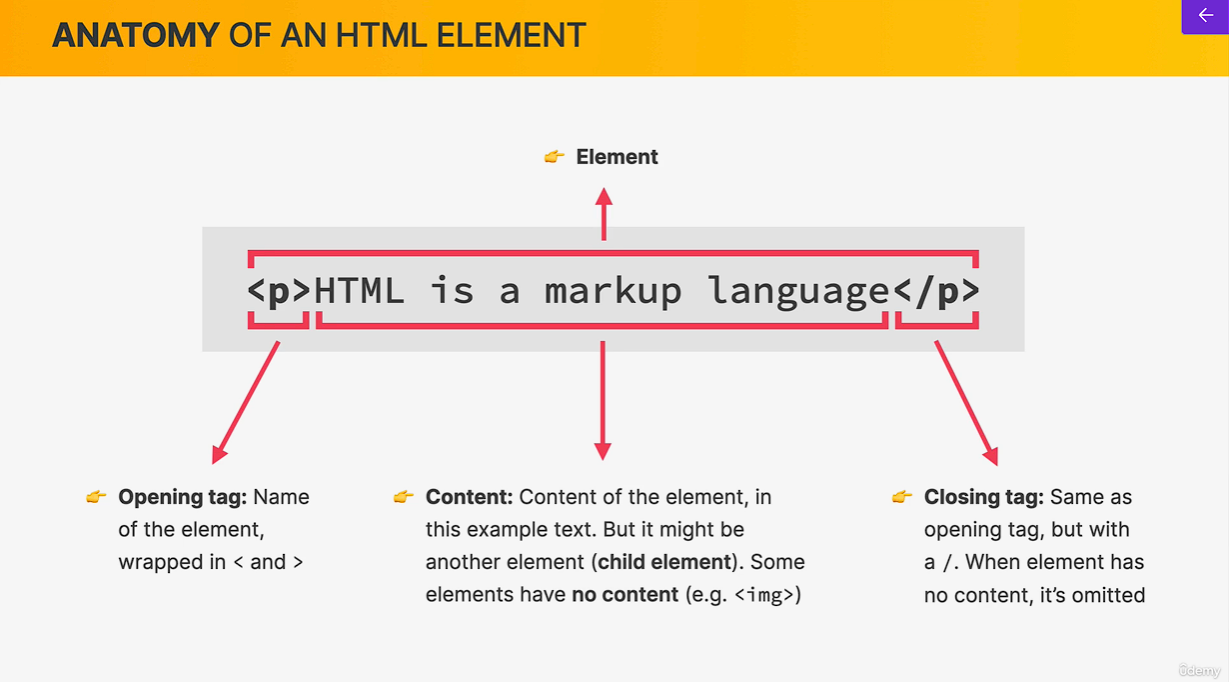 ANATOMY OF AN HTML ELEMENT
Element
<p>HTML is a markup language</p>
Opening tag: Name
of the element,
wrapped in < and >
Content: Content of the element, in
this example text. But it might be
another element (child element). Some
elements have no content (e.g. <img>)
Closing tag: Same as
opening tag, but with
a /. When element has
no content, it’s omitted
ûdemy